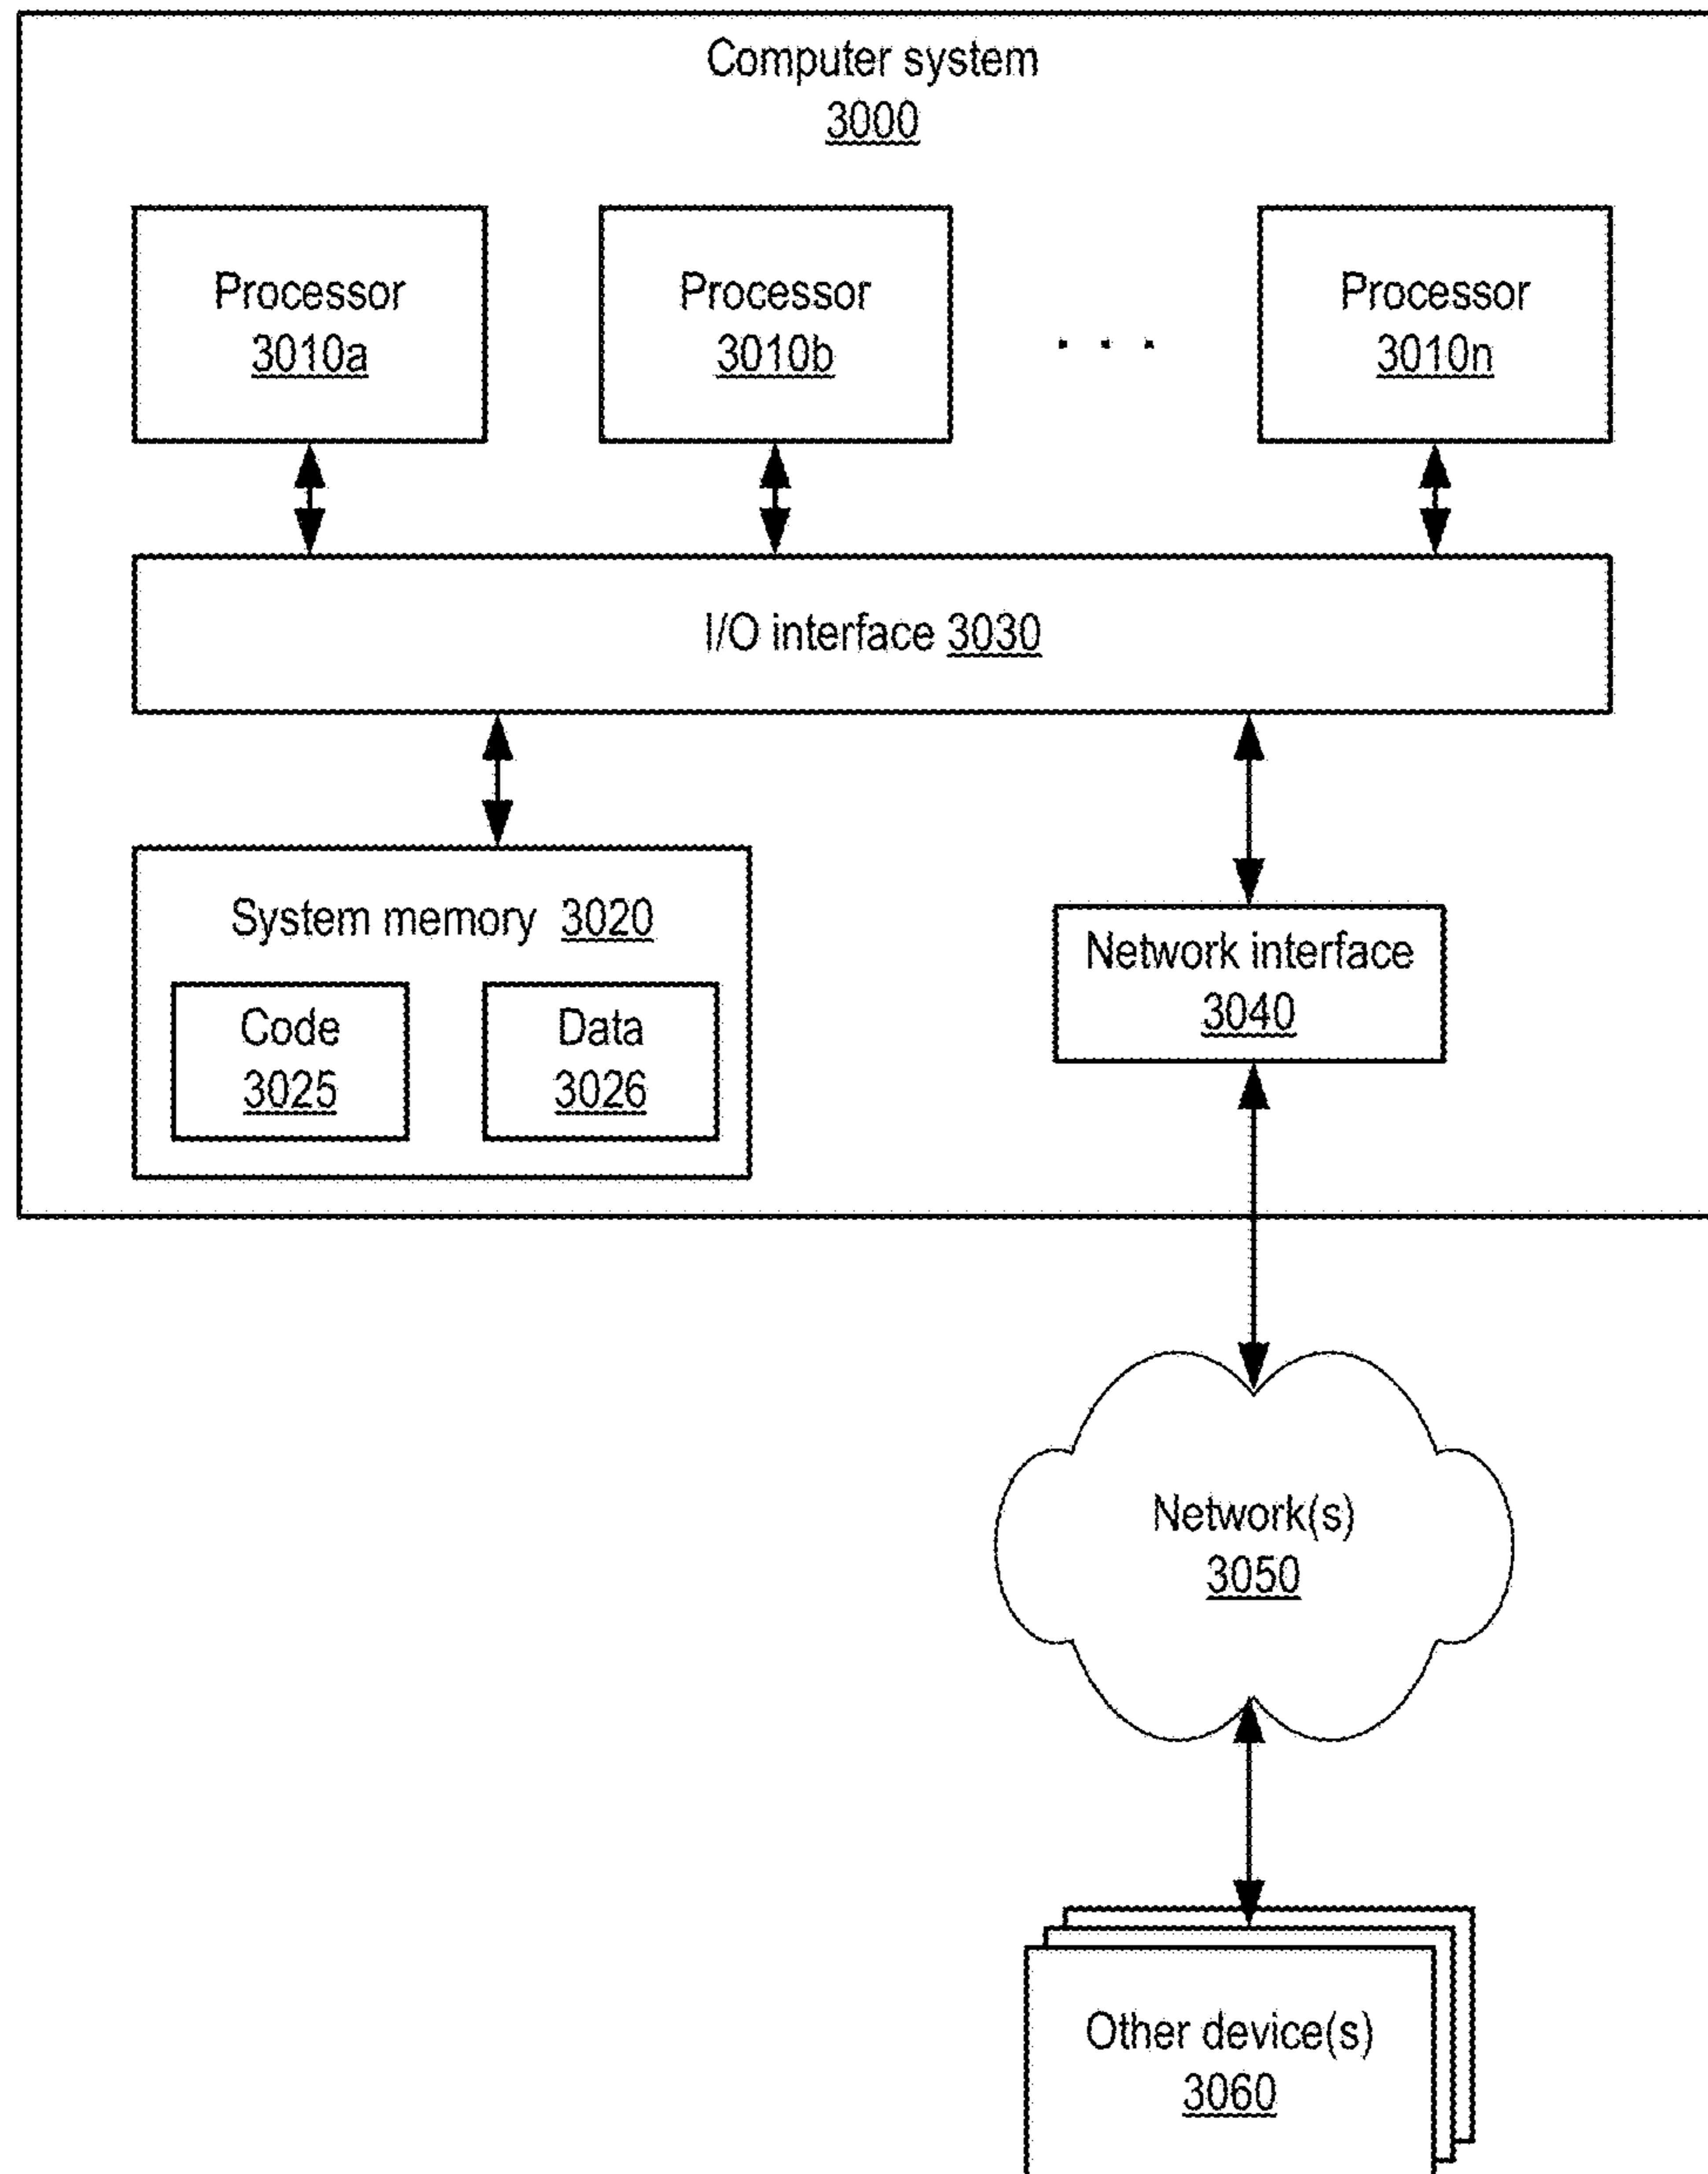 Computer system
3000
Processor
3010a
Processor
3010b
. . .
Processor
3010n
I/O interface 3030
System memory 3020
Code
3025
Data
3026
Network interface
3040
Network(s)
3050
Other device(s)
3060